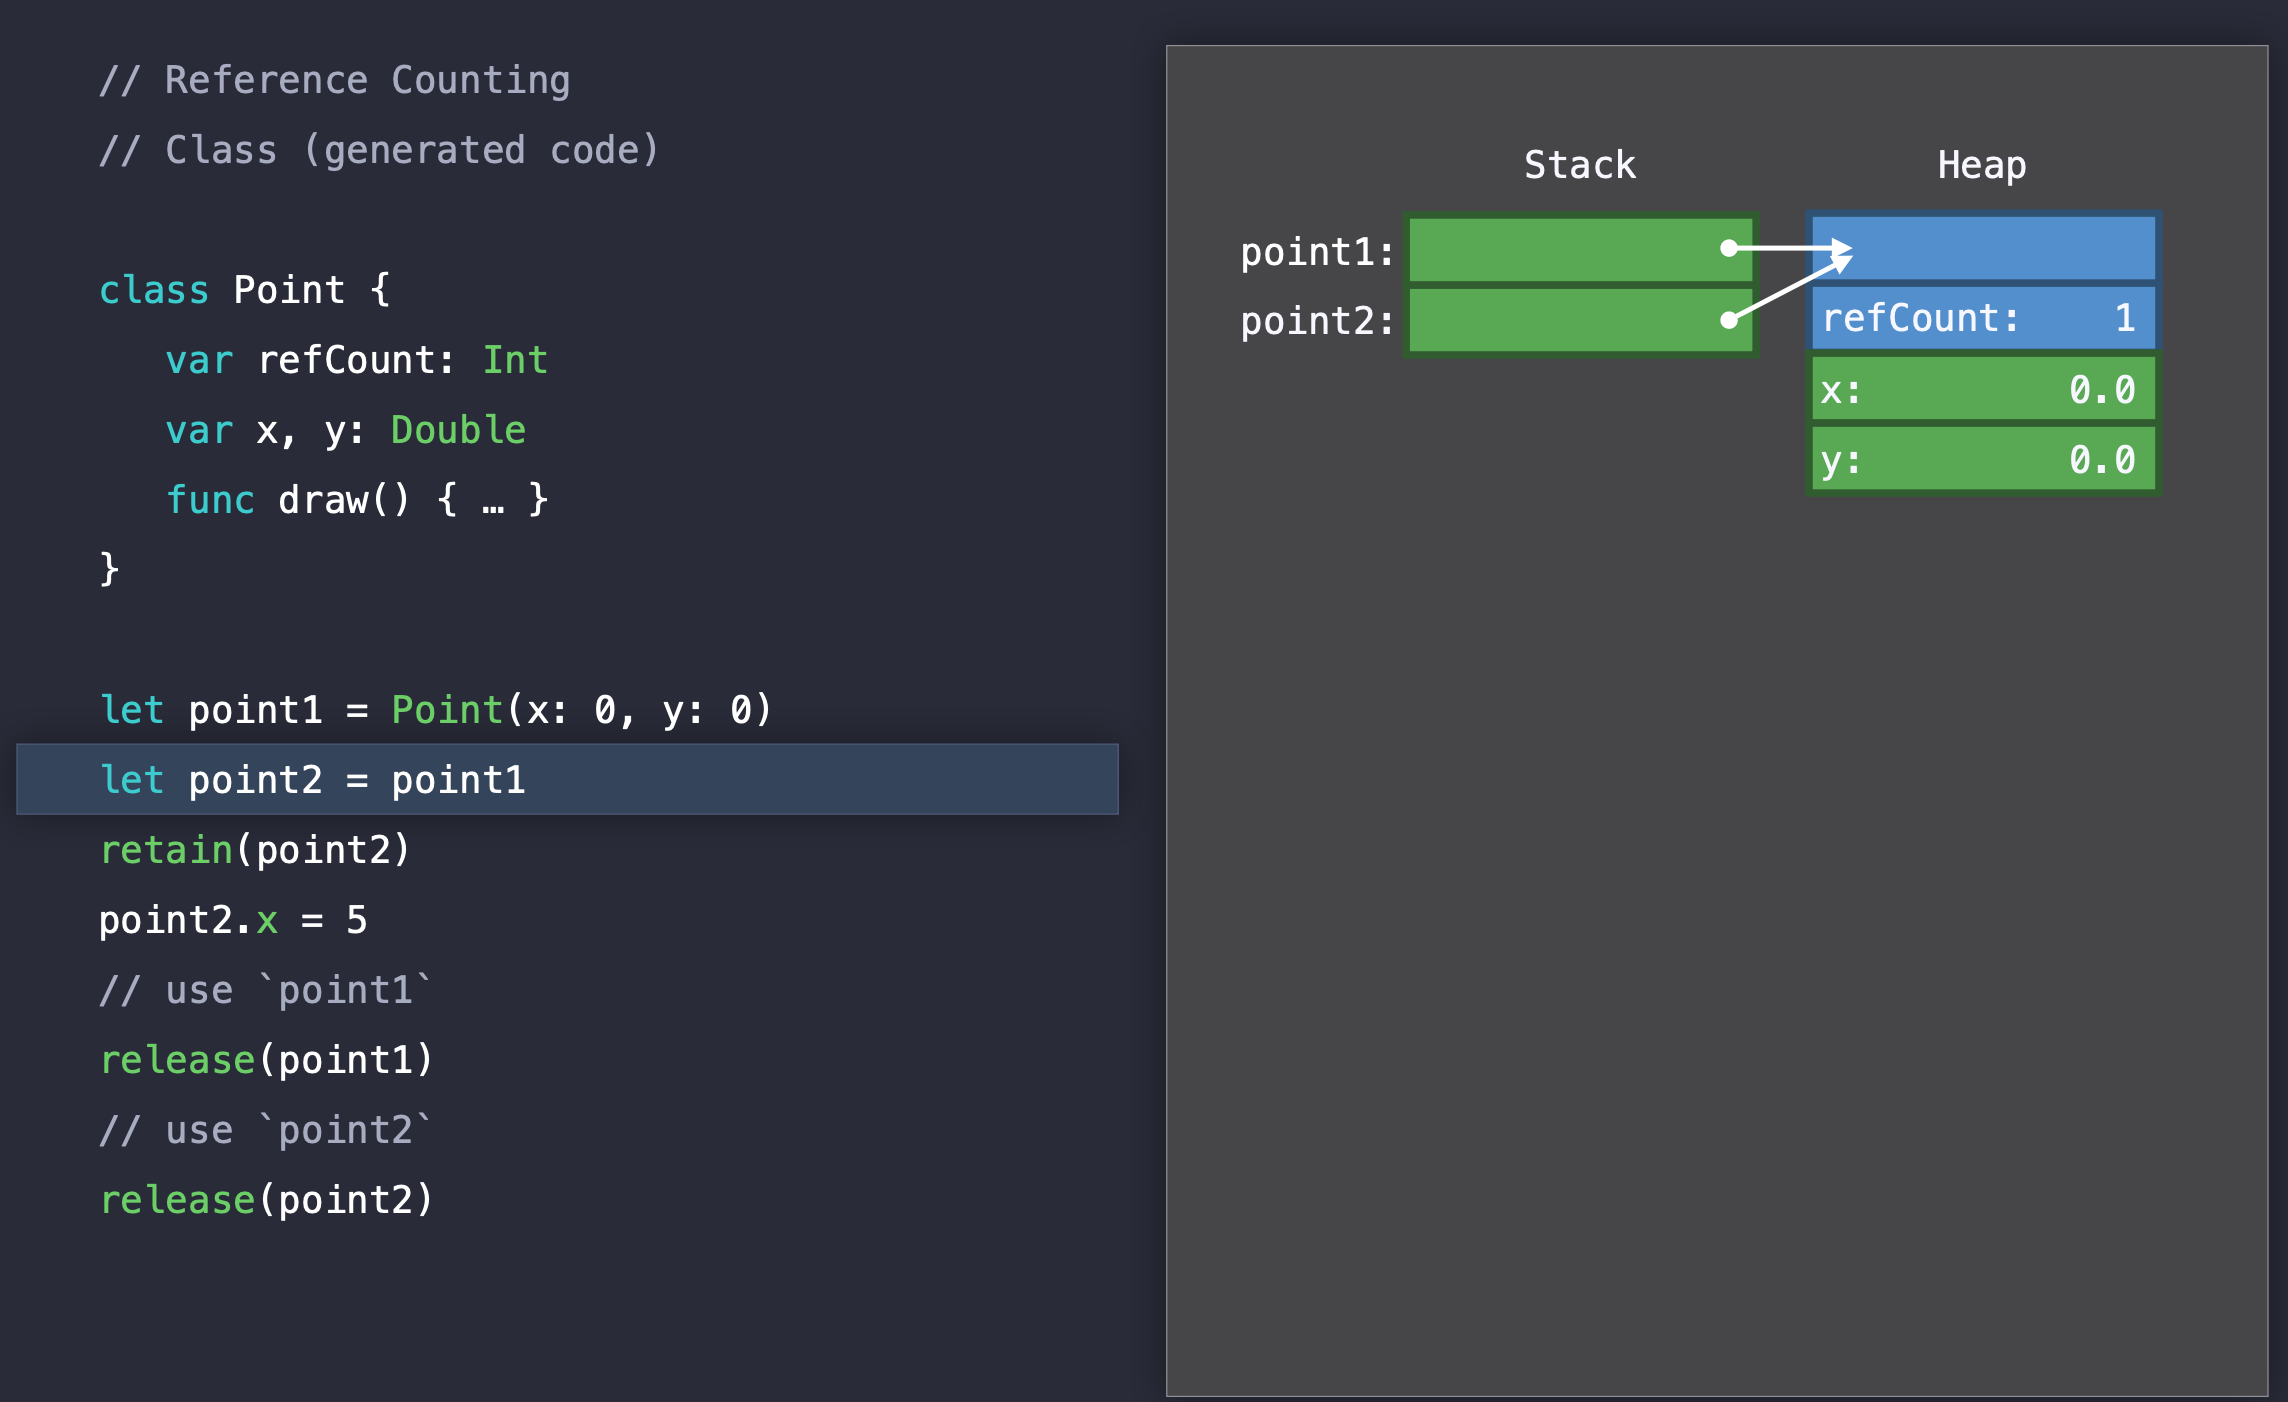 // Reference Counting
// Class (generated code)
class Point {
   var refCount: Int
   var x, y: Double
   func draw() { … }
}
let point1 = Point(x: 0, y: 0)
let point2 = point1
retain(point2)
point2.x = 5
// use `point1`
release(point1)
// use `point2`
release(point2)
Stack Heap
point1:
point2:
refCount: 1
x: 0.0
y: 0.0